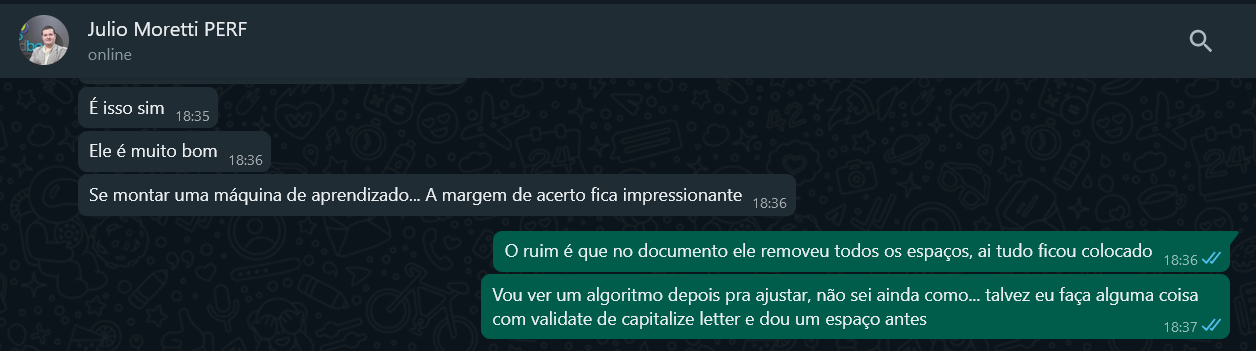 Julio Moretti PERF
online
É isso sim 18:35
Ele é muito bom 18:36
Se montar uma máquina de aprendizado... A margem de acerto fica impressionante 18:36
O ruim é que no documento ele removeu todos os espaços, ai tudo ficou colocado 18:36
Vou ver um algoritmo depois pra ajustar, não sei ainda como... talvez eu faça alguma coisa
com validate de capitalize letter e dou um espaço antes 18:37